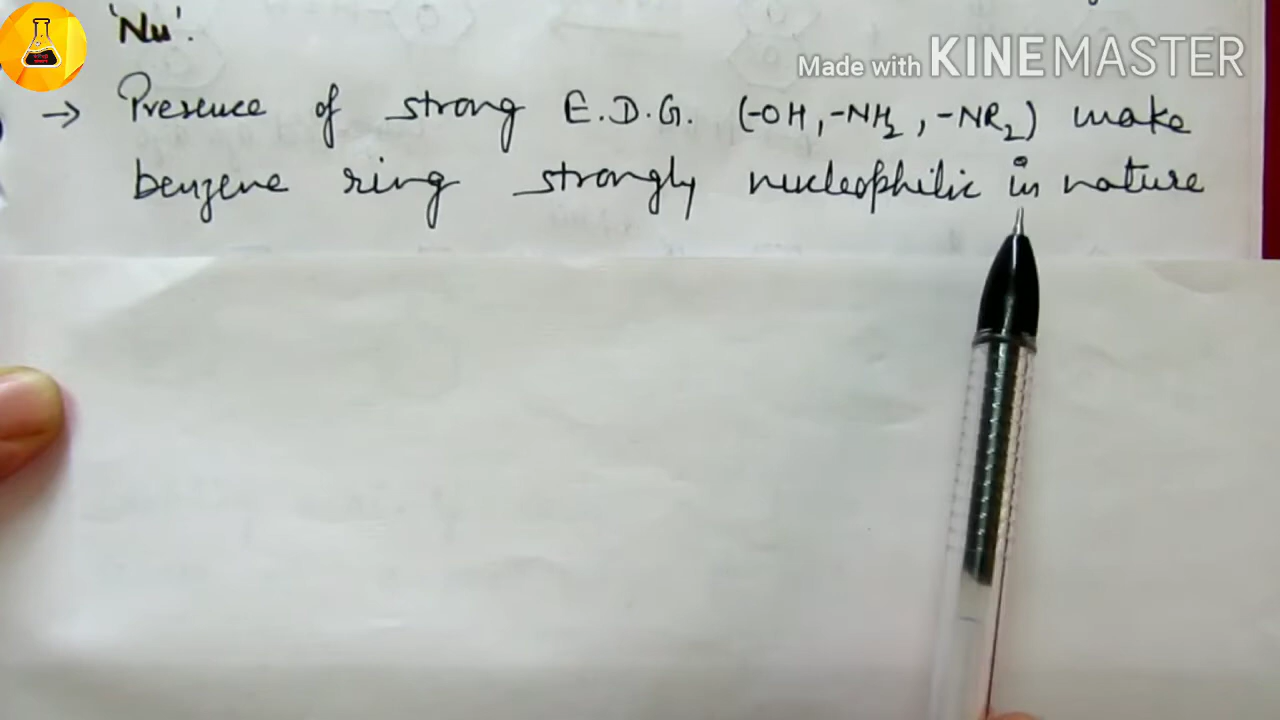 'Nu'.
Made with KINEMASTER
→ Presence of strong E.D.G. (-OH, -NH₂, -NR₂) make
benzene ring strongly nucleophilic in nature